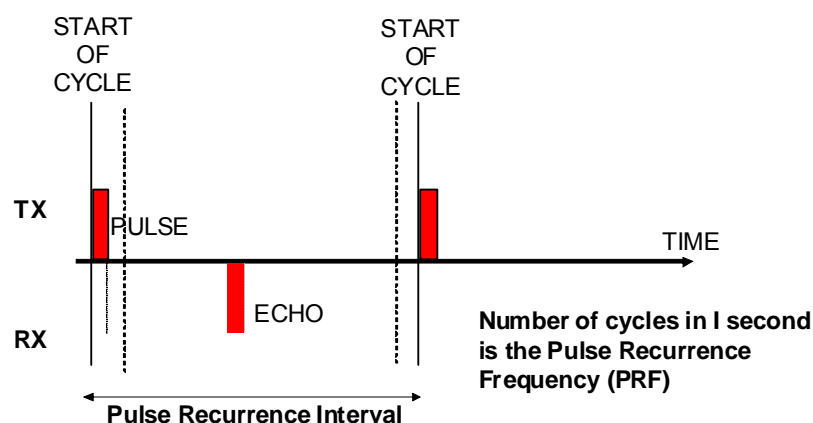 START
OF
CYCLE
START
OF
CYCLE
TX
PULSE
TIME
ECHO
RX
Number of cycles in I second
is the Pulse Recurrence
Frequency (PRF)
Pulse Recurrence Interval